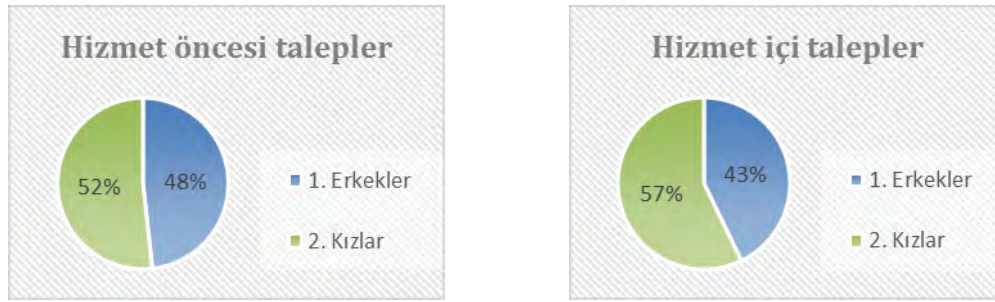 Hizmet öncesi talepler
52%
48%
1. Erkekler
2. Kızlar
Hizmet içi talepler
57%
43%
1. Erkekler
2. Kızlar